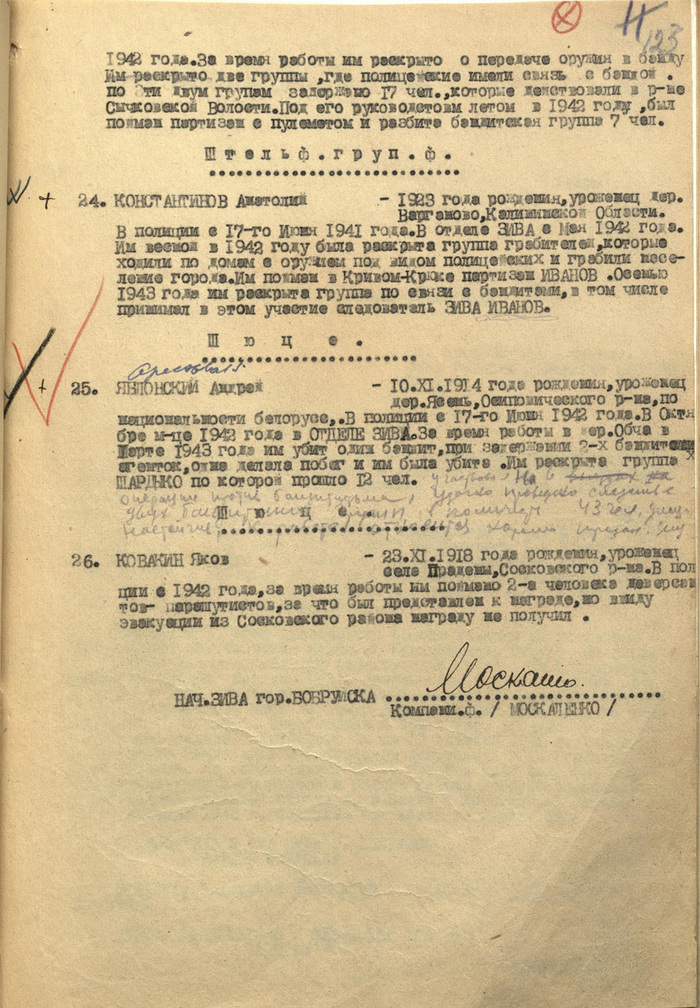 123
1942 года.За время работы им раскрыто о передаче оружия в банду
Им раскрыто две группы ,где полицейские имели связь с бандой .
по Эти двум групам задержано 17 чел.,которые действовали в р-не
Сычковской Волости.Под его руководством летом в 1942 году ,был
пойман партизан с пулеметом и разбита бандитская группа 7 чел.
Штельф.груп.ф.
24. КОНСТАНТИНОВ Анатолий - 1923 года рождения,уроженец дер.
Варганово,Калининской Области.
В полиции с 17-го Июня 1941 года.В отделе ЗИВА с Мая 1942 года.
Им весной в 1942 году была раскрыта группа грабителей,которые
ходили по домам с оружием под видом полицейских и грабили насе-
ление города.Им пойман в Кривом-Крюке партизан ИВАНОВ .Осенью
1943 года им раскрыта группа по связи с бандитами,в том числе
принимал в этом участие следователь ЗИВА ИВАНОВ.
Шюце.
25. ЯБЛОНСКИЙ Андрей - 10.XI.1914 года рождения,уроженец
дер.Ясень,Осиповического р-на,по
национальности белорусс,.В полиции с 17-го Июня 1942 года.В Октя
бре м-це 1942 года в ОТДЕЛЕ ЗИВА.За время работы в дер.Обча в
Марте 1943 года им убит один бандит,при задержании 2-х бандитских
агенток,одна делала побег и им была убита .Им раскрыта группа
ШАРДЫКО по которой прошло 12 чел.
43 чел.
Шюце.
26. КОВАКИН Яков - 23.XI.1918 года рождения,уроженец
села Прадены,Сосковского р-на.В пол
ции с 1942 года,за время работы им поймано 2-а человека диверсан
тов- парашутистов,за что был представлен к награде,но ввиду
эвакуации из Сосковского района награду не получил .
Москален.
НАЧ.ЗИВА гор.БОБРУЙСКА
Компани.ф. / МОСКАЛЕНКО /